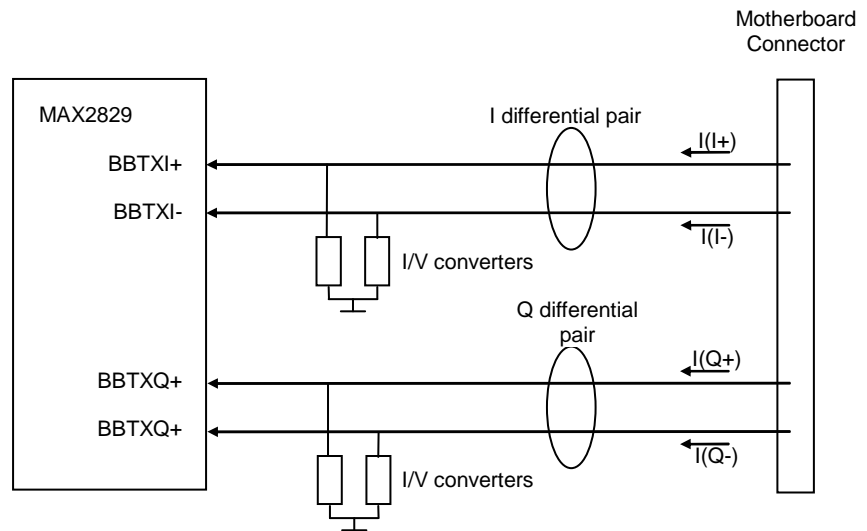 Motherboard
Connector
MAX2829
I differential pair
I(I+)
BBTXI+
BBTXI-
I(I-)
I/V converters
Q differential
pair
I(Q+)
BBTXQ+
BBTXQ+
I(Q-)
I/V converters